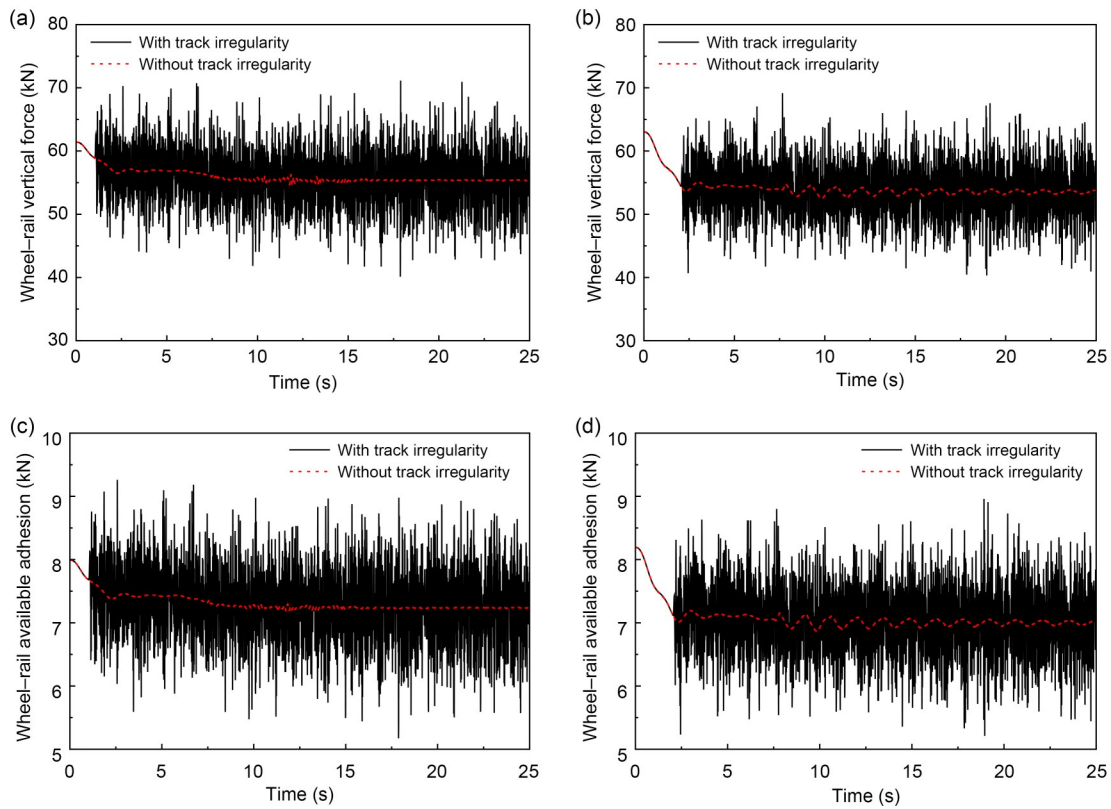 (a)
80
70
60
50
40
30
Wheel–rail vertical force (kN)
With track irregularity
Without track irregularity
0 5 10 15 20 25
Time (s)
(b)
80
70
60
50
40
30
Wheel–rail vertical force (kN)
With track irregularity
Without track irregularity
0 5 10 15 20 25
Time (s)
(c)
10
9
8
7
6
5
Wheel–rail available adhesion (kN)
With track irregularity
Without track irregularity
0 5 10 15 20 25
Time (s)
(d)
10
9
8
7
6
5
Wheel–rail available adhesion (kN)
With track irregularity
Without track irregularity
0 5 10 15 20 25
Time (s)